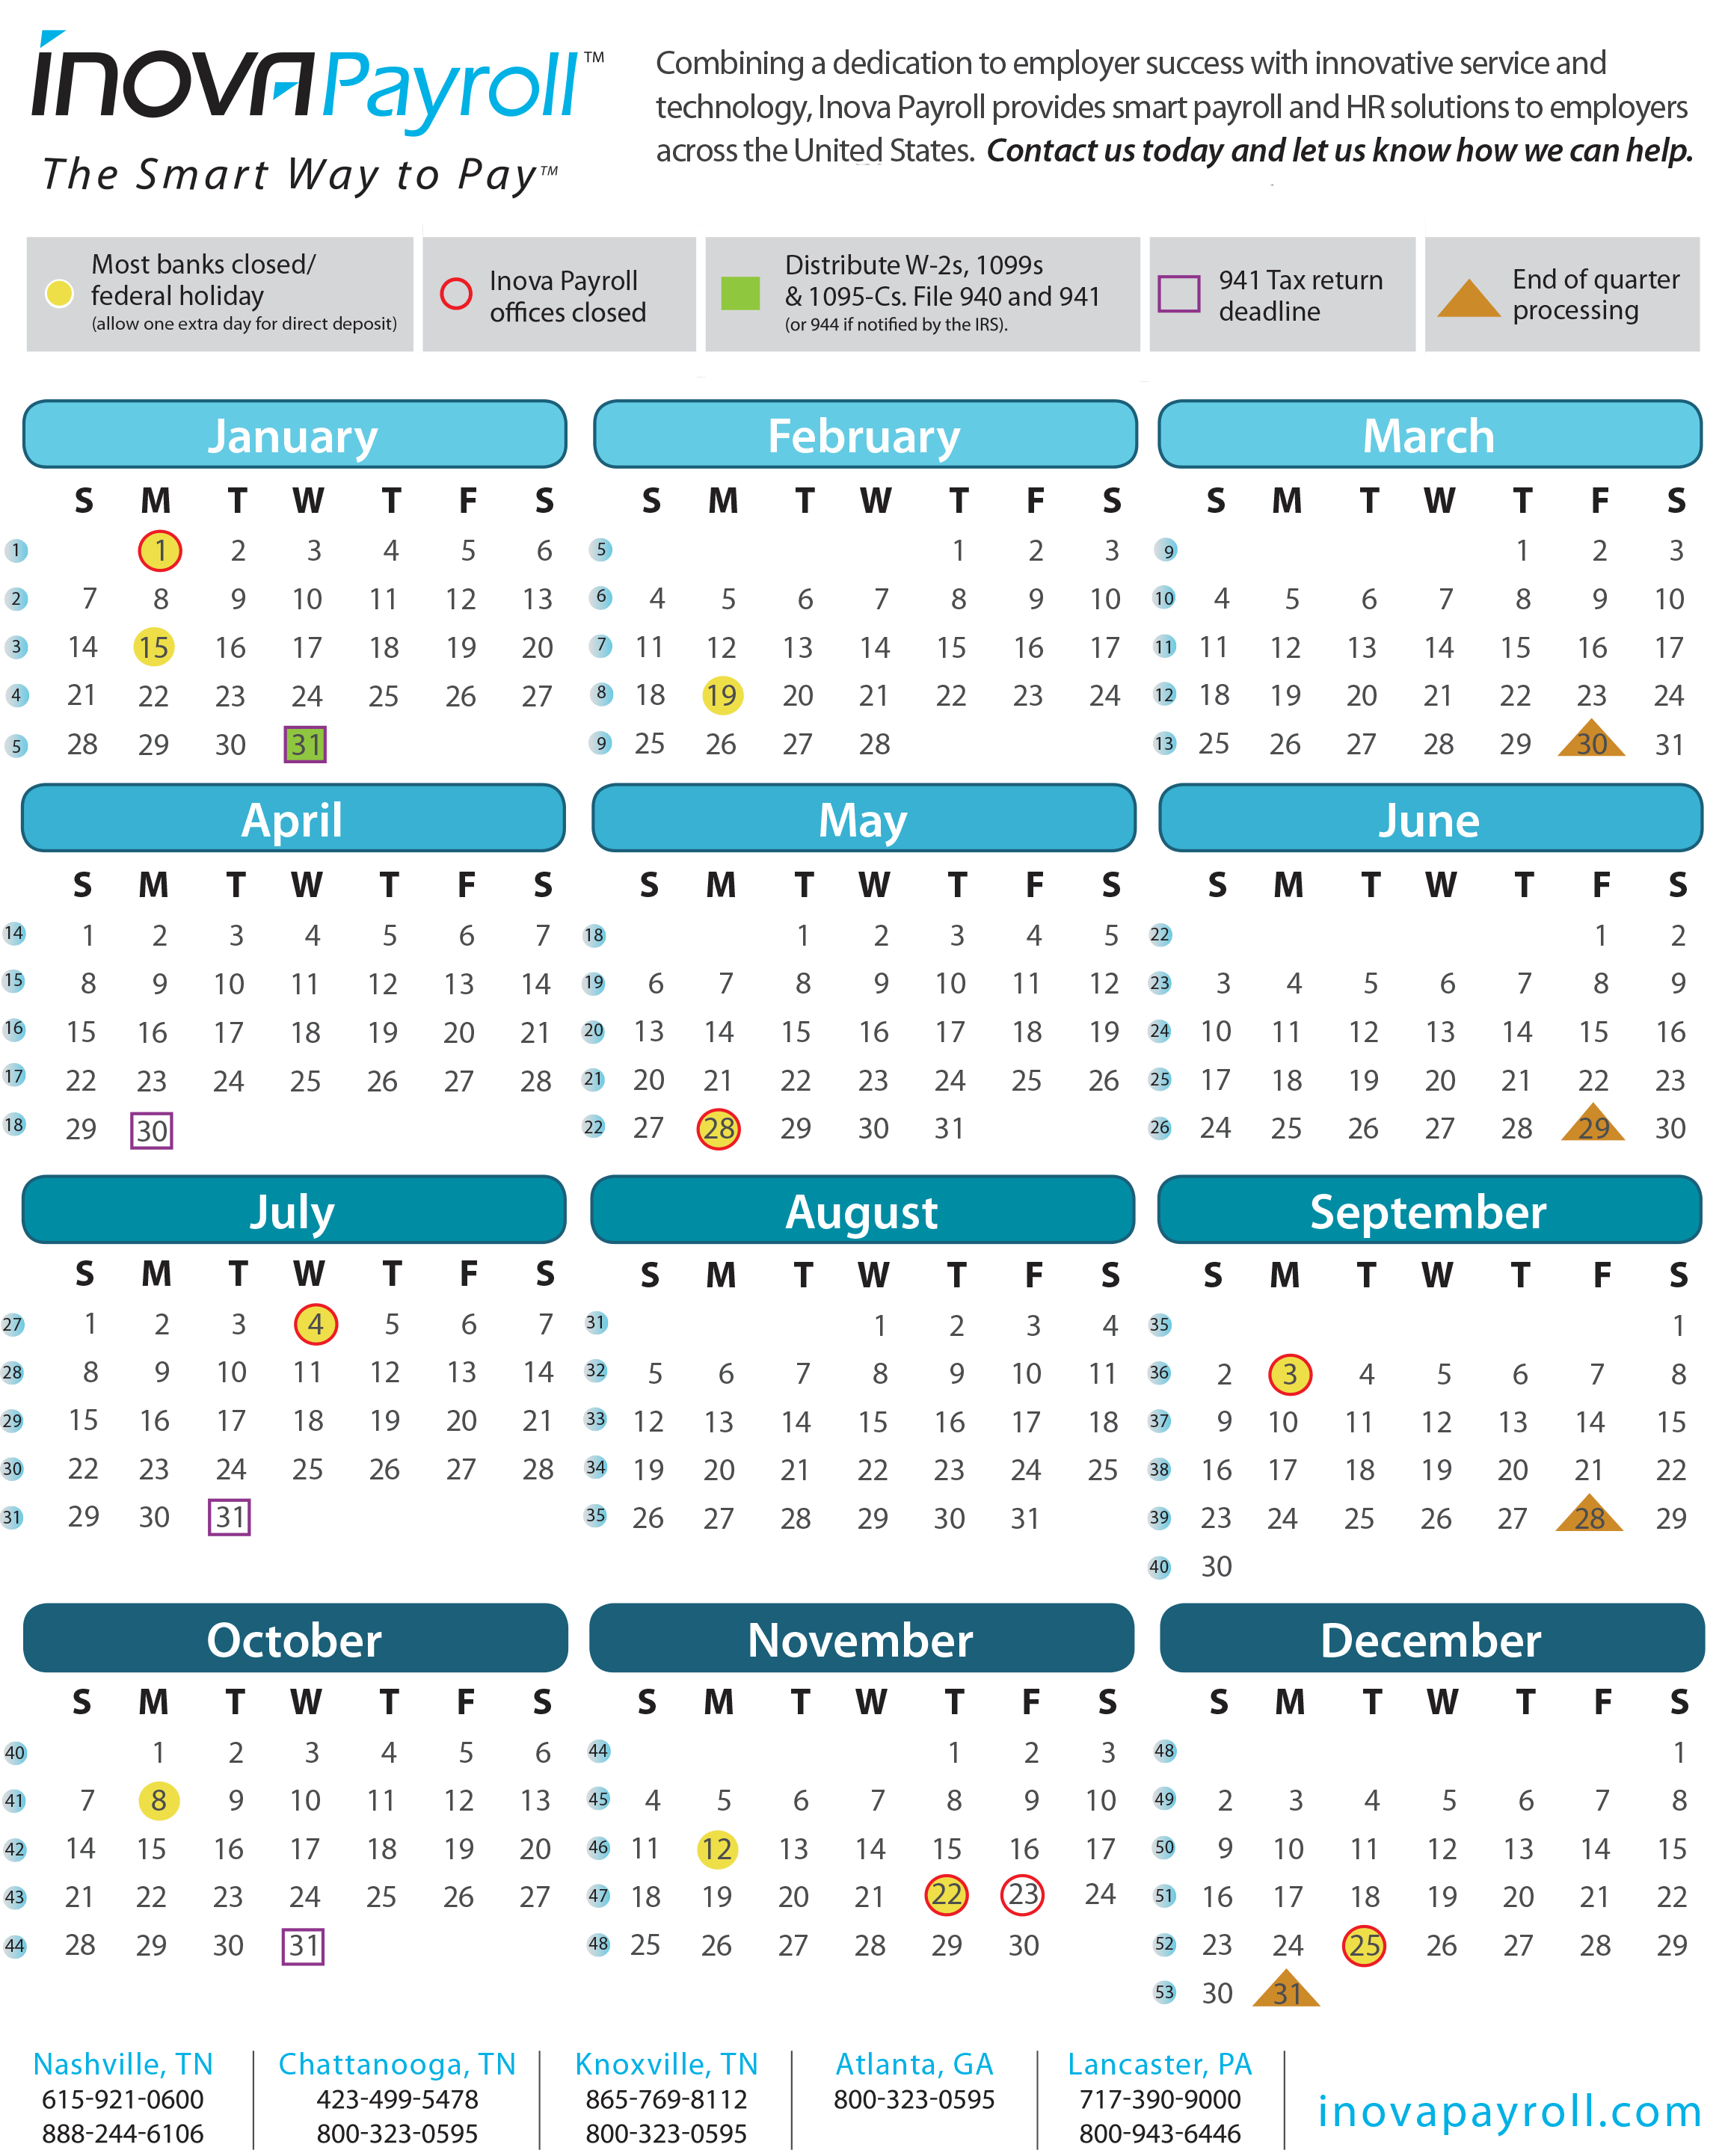 inova Payroll™
The Smart Way to Pay™
Combining a dedication to employer success with innovative service and
technology, Inova Payroll provides smart payroll and HR solutions to employers
across the United States. Contact us today and let us know how we can help.
Most banks closed/
federal holiday
(allow one extra day for direct deposit)
Inova Payroll
offices closed
Distribute W-2s, 1099s
& 1095-Cs. File 940 and 941
(or 944 if notified by the IRS).
941 Tax return
deadline
End of quarter
processing
January
S M T W T F S
1 1 2 3 4 5 6
2 7 8 9 10 11 12 13
3 14 15 16 17 18 19 20
4 21 22 23 24 25 26 27
5 28 29 30 31
February
S M T W T F S
5 1 2 3
6 4 5 6 7 8 9 10
7 11 12 13 14 15 16 17
8 18 19 20 21 22 23 24
9 25 26 27 28
March
S M T W T F S
9 1 2 3
10 4 5 6 7 8 9 10
11 11 12 13 14 15 16 17
12 18 19 20 21 22 23 24
13 25 26 27 28 29 30 31
April
S M T W T F S
14 1 2 3 4 5 6 7
15 8 9 10 11 12 13 14
16 15 16 17 18 19 20 21
17 22 23 24 25 26 27 28
18 29 30
May
S M T W T F S
18 1 2 3 4 5
19 6 7 8 9 10 11 12
20 13 14 15 16 17 18 19
21 20 21 22 23 24 25 26
22 27 28 29 30 31
June
S M T W T F S
22 1 2
23 3 4 5 6 7 8 9
24 10 11 12 13 14 15 16
25 17 18 19 20 21 22 23
26 24 25 26 27 28 29 30
July
S M T W T F S
27 1 2 3 4 5 6 7
28 8 9 10 11 12 13 14
29 15 16 17 18 19 20 21
30 22 23 24 25 26 27 28
31 29 30 31
August
S M T W T F S
31 1 2 3 4
32 5 6 7 8 9 10 11
33 12 13 14 15 16 17 18
34 19 20 21 22 23 24 25
35 26 27 28 29 30 31
September
S M T W T F S
35 1
36 2 3 4 5 6 7 8
37 9 10 11 12 13 14 15
38 16 17 18 19 20 21 22
39 23 24 25 26 27 28 29
40 30
October
S M T W T F S
40 1 2 3 4 5 6
41 7 8 9 10 11 12 13
42 14 15 16 17 18 19 20
43 21 22 23 24 25 26 27
44 28 29 30 31
November
S M T W T F S
44 1 2 3
45 4 5 6 7 8 9 10
46 11 12 13 14 15 16 17
47 18 19 20 21 22 23 24
48 25 26 27 28 29 30
December
S M T W T F S
48 1
49 2 3 4 5 6 7 8
50 9 10 11 12 13 14 15
51 16 17 18 19 20 21 22
52 23 24 25 26 27 28 29
53 30 31
Nashville, TN
615-921-0600
888-244-6106
Chattanooga, TN
423-499-5478
800-323-0595
Knoxville, TN
865-769-8112
800-323-0595
Atlanta, GA
800-323-0595
Lancaster, PA
717-390-9000
800-943-6446
inovapayroll.com